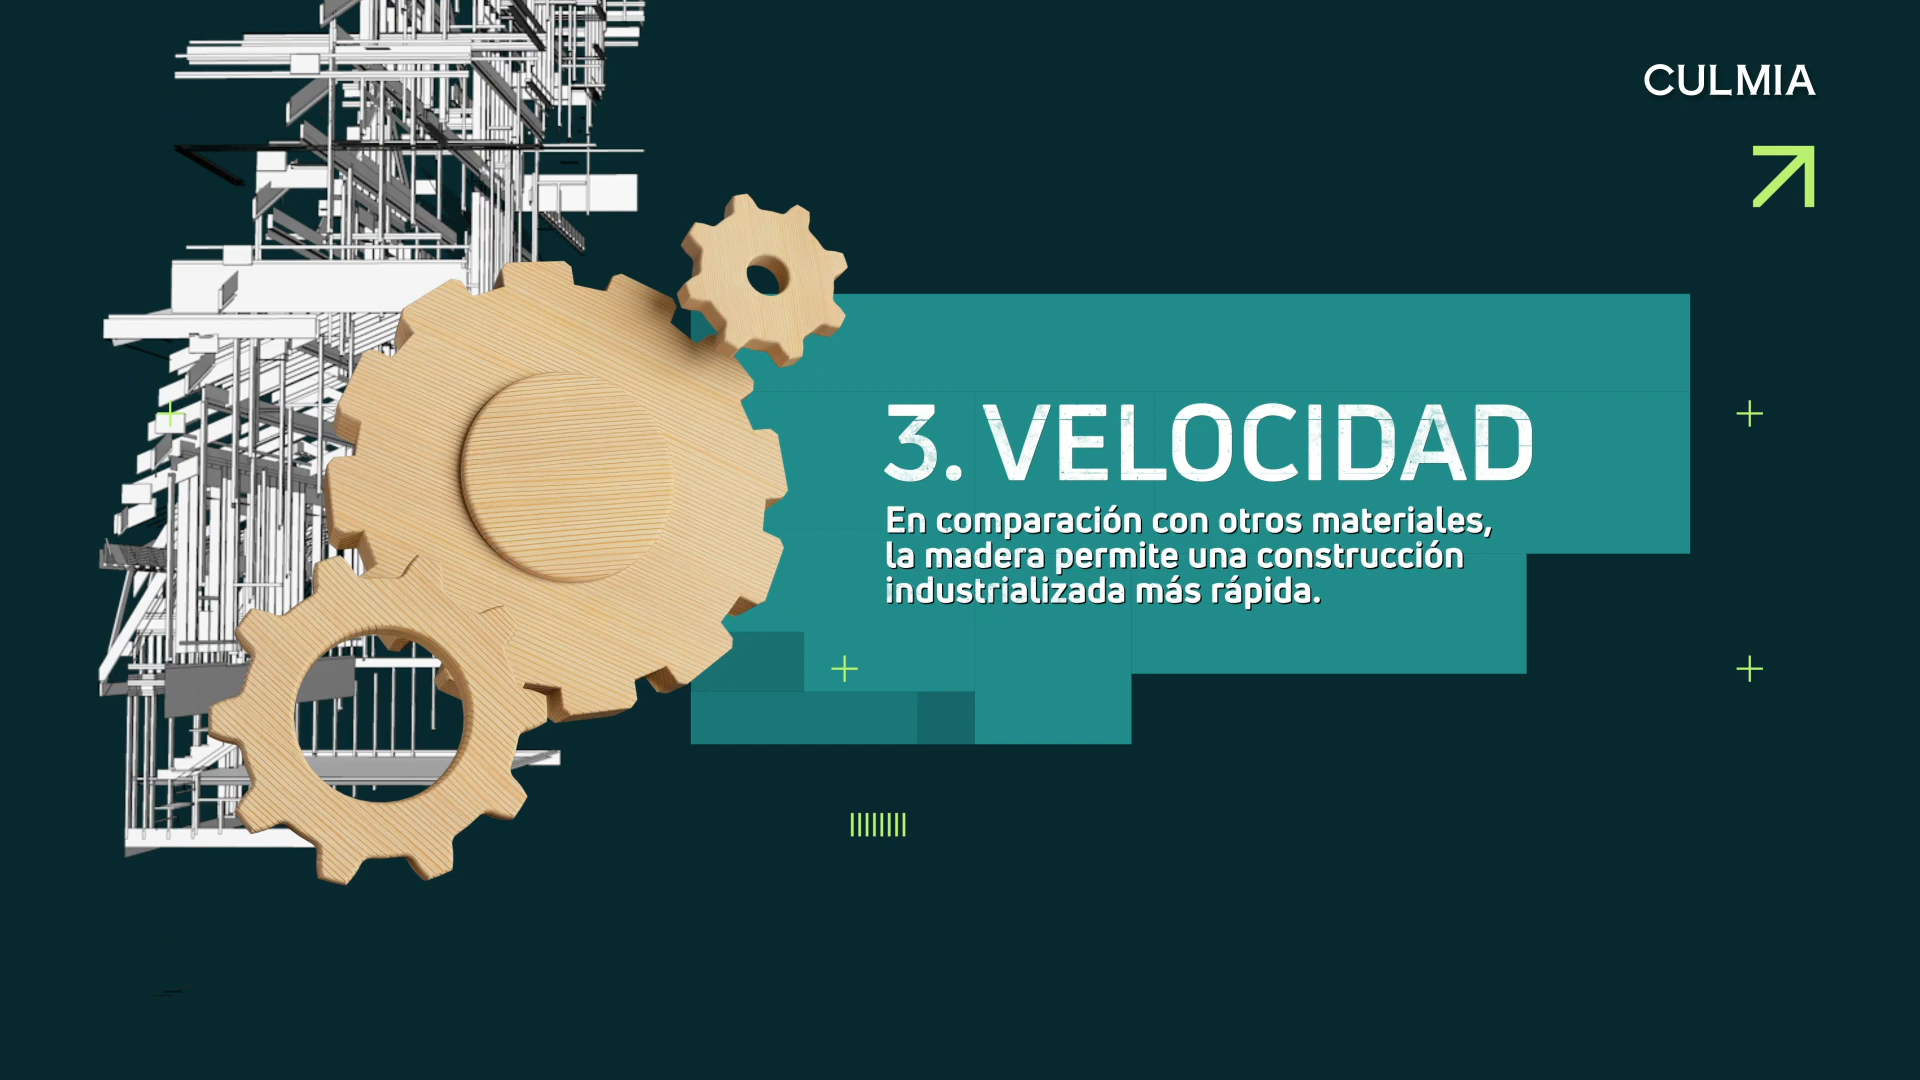 CULMIA
3. VELOCIDAD
En comparación con otros materiales,
la madera permite una construcción
industrializada más rápida.